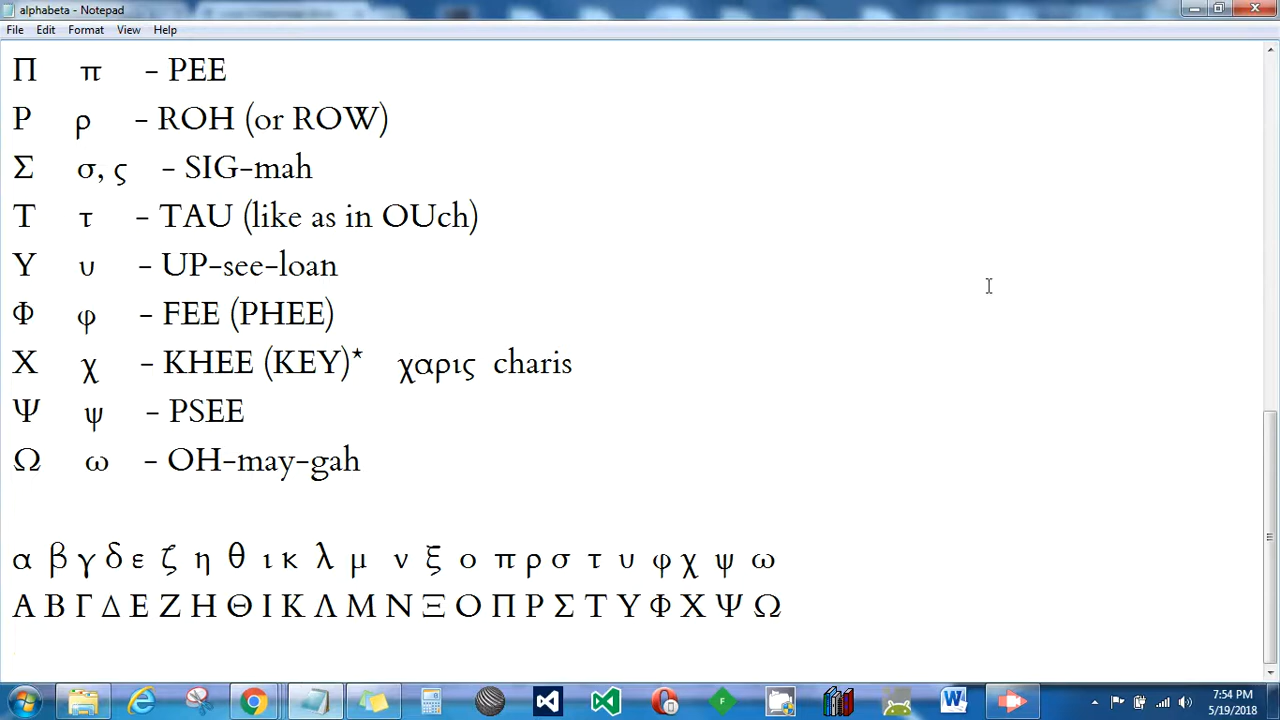 alphabeta - Notepad
File Edit Format View Help
Π π - PEE
Ρ ρ - ROH (or ROW)
Σ σ, ς - SIG-mah
Τ τ - TAU (like as in OUch)
Υ υ - UP-see-loan
Φ φ - FEE (PHEE)
Χ χ - KHEE (KEY)* χαρις charis
Ψ ψ - PSEE
Ω ω - OH-may-gah
α β γ δ ε ζ η θ ι κ λ μ ν ξ ο π ρ σ τ υ φ χ ψ ω
Α Β Γ Δ Ε Ζ Η Θ Ι Κ Λ Μ Ν Ξ Ο Π Ρ Σ Τ Υ Φ Χ Ψ Ω
7:54 PM
5/19/2018